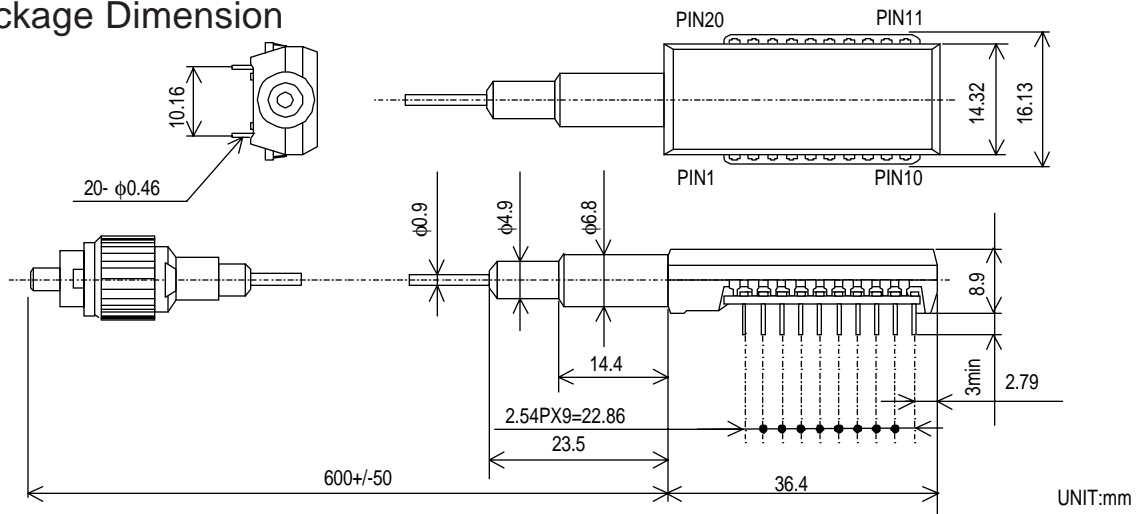 ckage Dimension
PIN20
PIN11
10.16
14.32
16.13
PIN1
PIN10
20- ϕ0.46
ϕ0.9
ϕ4.9
ϕ6.8
8.9
14.4
3min
2.79
2.54PX9=22.86
23.5
600+/-50
36.4
UNIT:mm